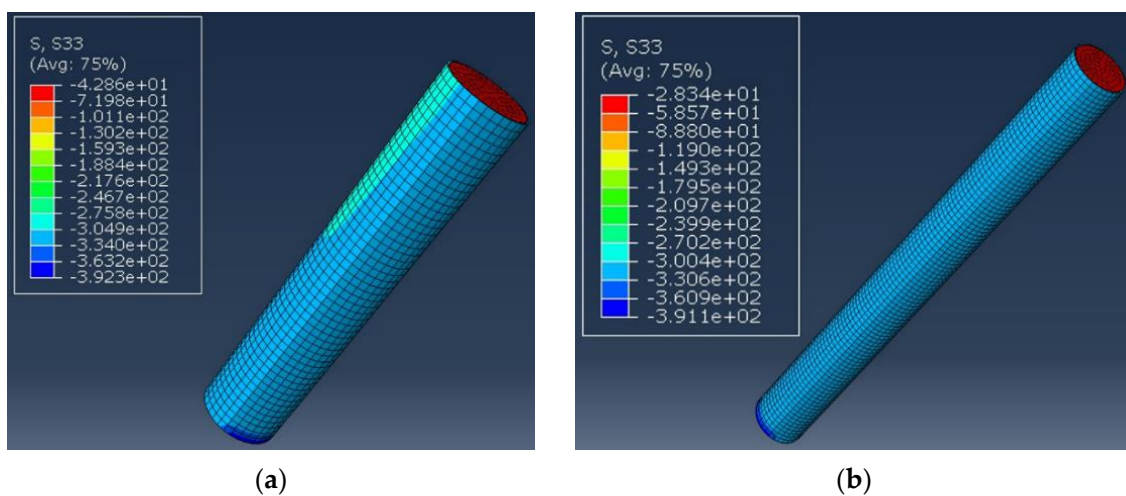 S, S33
(Avg: 75%)
-4.286e+01
-7.198e+01
-1.011e+02
-1.302e+02
-1.593e+02
-1.884e+02
-2.176e+02
-2.467e+02
-2.758e+02
-3.049e+02
-3.340e+02
-3.632e+02
-3.923e+02
(a)
S, S33
(Avg: 75%)
-2.834e+01
-5.857e+01
-8.880e+01
-1.190e+02
-1.493e+02
-1.795e+02
-2.097e+02
-2.399e+02
-2.702e+02
-3.004e+02
-3.306e+02
-3.609e+02
-3.911e+02
(b)